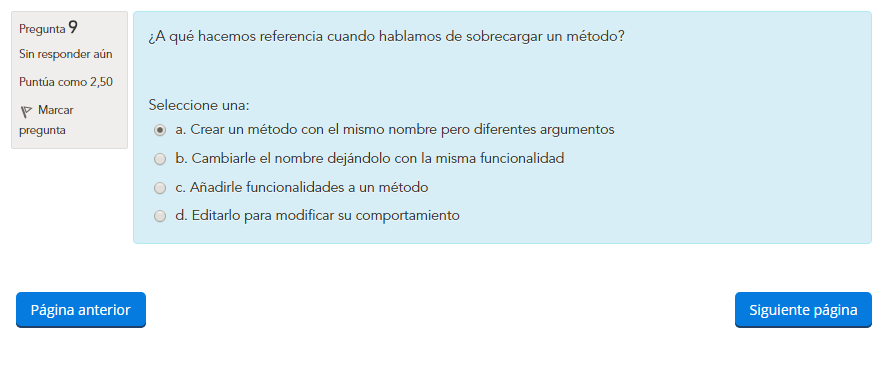 Pregunta 9
Sin responder aún
Puntúa como 2,50
Marcar
pregunta
¿A qué hacemos referencia cuando hablamos de sobrecargar un método?
Seleccione una:
a. Crear un método con el mismo nombre pero diferentes argumentos
b. Cambiarle el nombre dejándolo con la misma funcionalidad
c. Añadirle funcionalidades a un método
d. Editarlo para modificar su comportamiento
Página anterior
Siguiente página